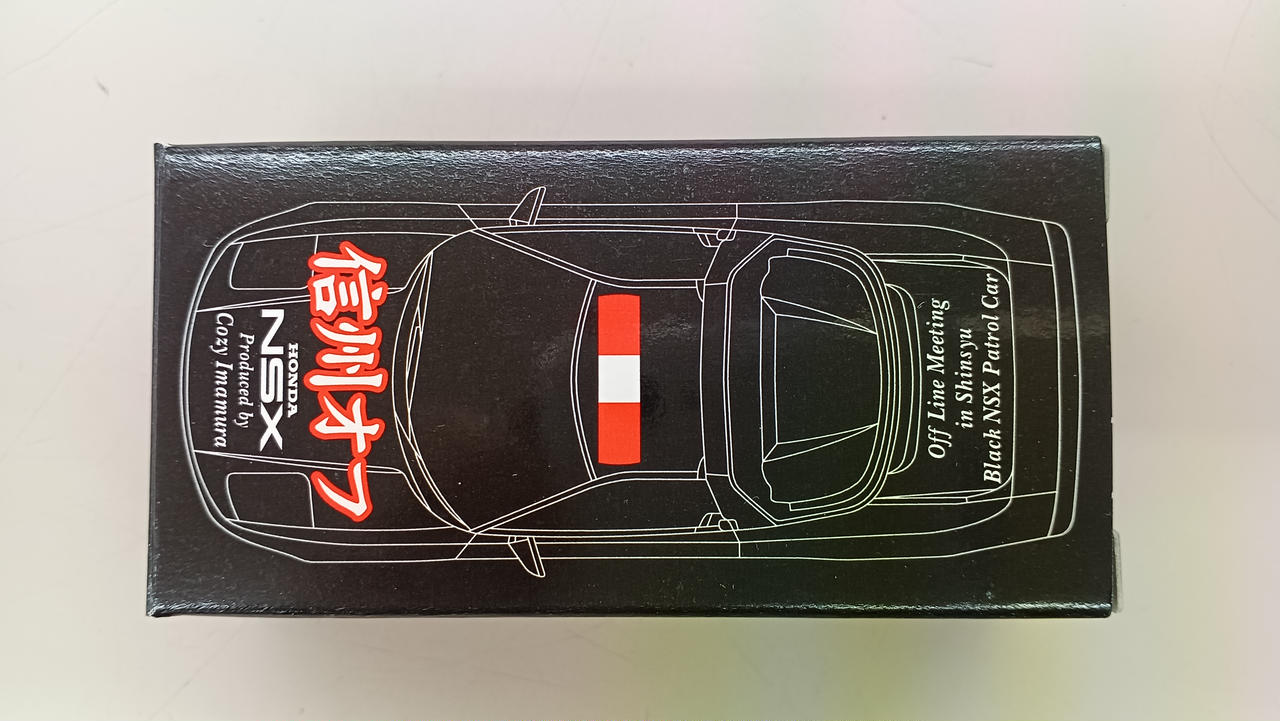 信州オフ
HONDA
NSX
Produced by
Cozy Imamura
Off Line Meeting
in Shinsyu
Black NSX Patrol Car